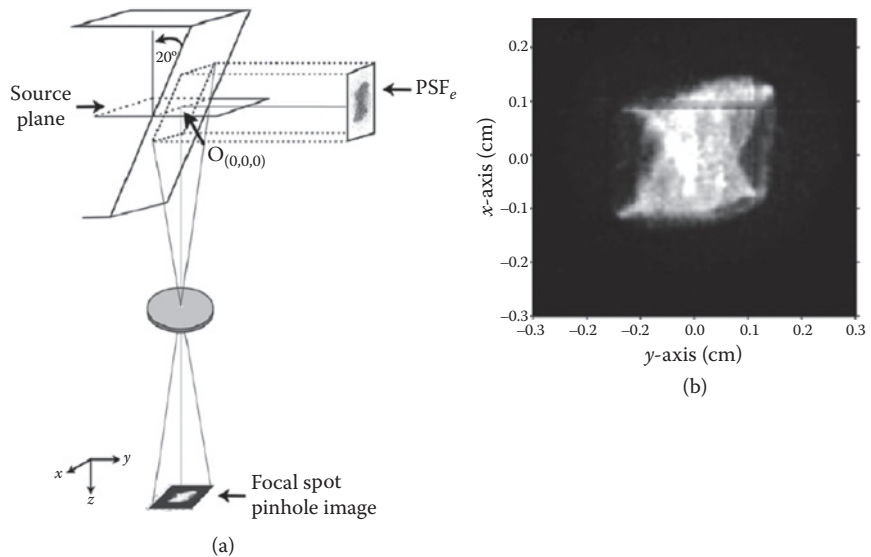 20°
Source
plane
PSFe
O(0,0,0)
x
y
z
Focal spot
pinhole image
(a)
0.2
0.1
0.0
–0.1
–0.2
–0.3
x-axis (cm)
–0.3
–0.2
–0.2
0.0
0.1
0.2
0.3
y-axis (cm)
(b)